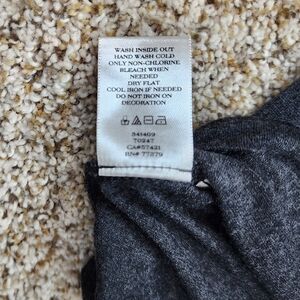 WASH INSIDE OUT
HAND WASH COLD
ONLY NON-CHLORINE
BLEACH WHEN
NEEDED
DRY FLAT
COOL IRON IF NEEDED
DO NOT IRON ON
DECORATION
341409
T0247
CA#57421
RN# 77279